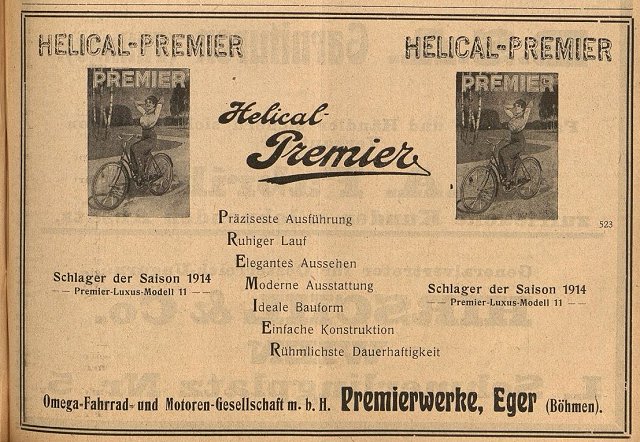 HELICAL-PREMIER
HELICAL-PREMIER
PREMIER
PREMIER
Helical-
Premier
Präziseste Ausführung
Ruhiger Lauf
Elegantes Aussehen
Moderne Ausstattung
Ideale Bauform
Einfache Konstruktion
Rühmlichste Dauerhaftigkeit
523
Schlager der Saison 1914
-- Premier-Luxus-Modell 11 --
Schlager der Saison 1914
-- Premier-Luxus-Modell 11 --
Omega-Fahrrad- und Motoren-Gesellschaft m. b. H. Premierwerke, Eger (Böhmen).